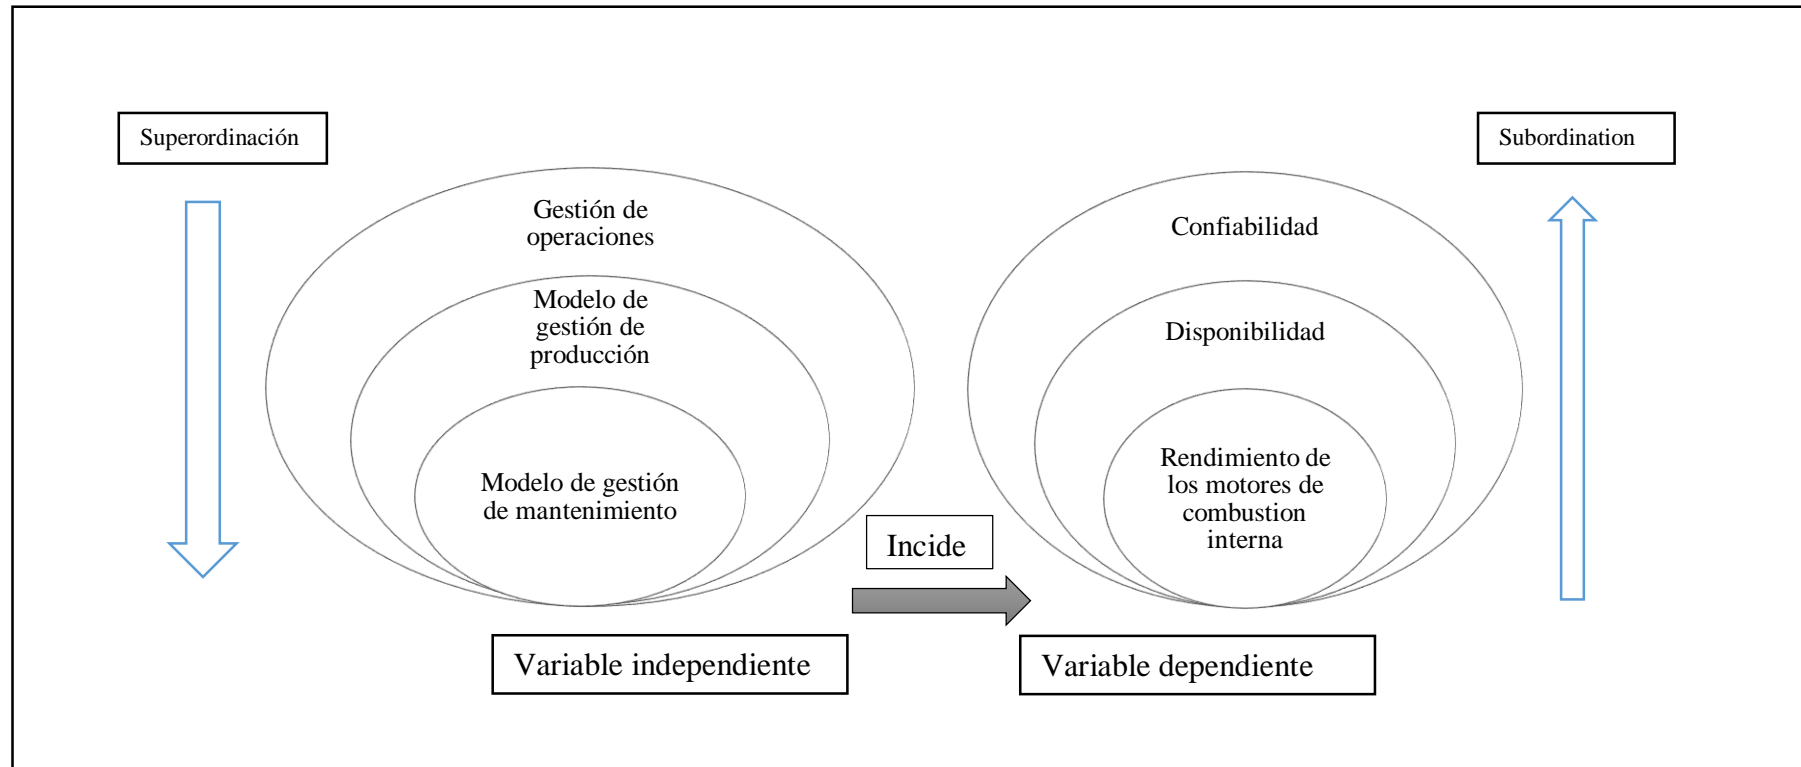 Superordinación
Gestión de
operaciones
Modelo de
gestión de
producción
Modelo de gestión
de mantenimiento
Incide
Variable independiente
Subordination
Confiabilidad
Disponibilidad
Rendimiento de
los motores de
combustion
interna
Variable dependiente